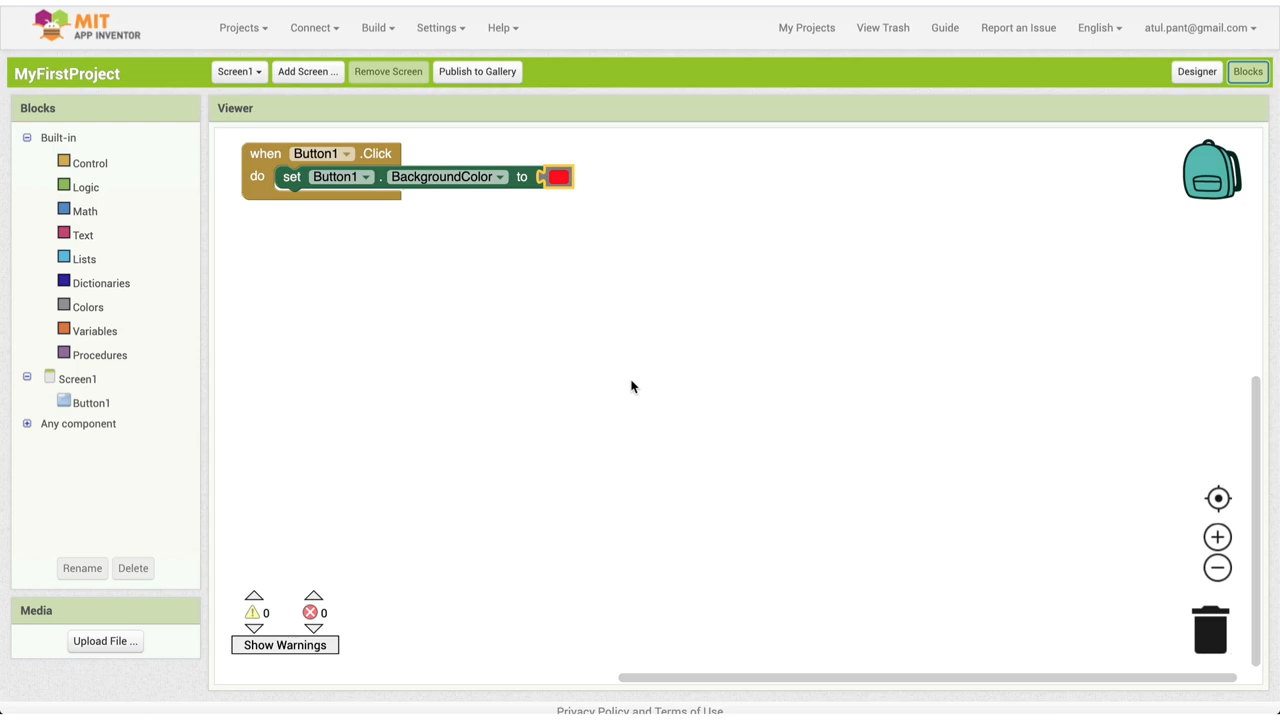 MIT
APP INVENTOR
Projects
Connect
Build
Settings
Help
My Projects
View Trash
Guide
Report an Issue
English
atul.pant@gmail.com
MyFirstProject
Screen1
Add Screen ...
Remove Screen
Publish to Gallery
Designer
Blocks
Blocks
Viewer
Built-in
Control
Logic
Math
Text
Lists
Dictionaries
Colors
Variables
Procedures
Screen1
Button1
Any component
Rename
Delete
Media
Upload File ...
when Button1 .Click
do set Button1 . BackgroundColor to
0
0
Show Warnings
Privacy Policy and Terms of Use